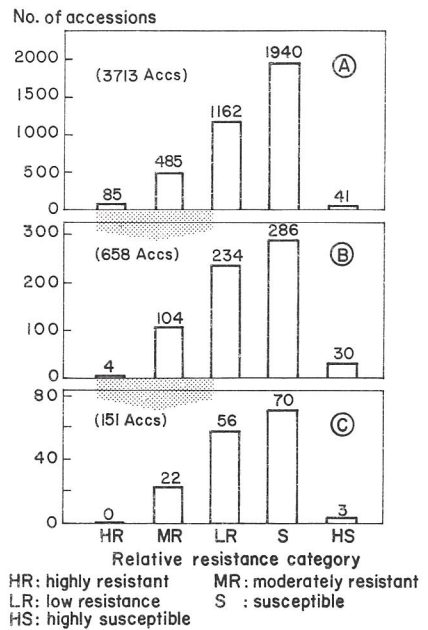 No. of accessions
2000
1500
1000
500
0
(3713 Accs)
A
85
485
1162
1940
41
300
200
100
0
(658 Accs)
B
4
104
234
286
30
80
40
0
(151 Accs)
C
0
22
56
70
3
HR MR LR S HS
Relative resistance category
HR: highly resistant MR: moderately resistant
LR: low resistance S : susceptible
HS: highly susceptible